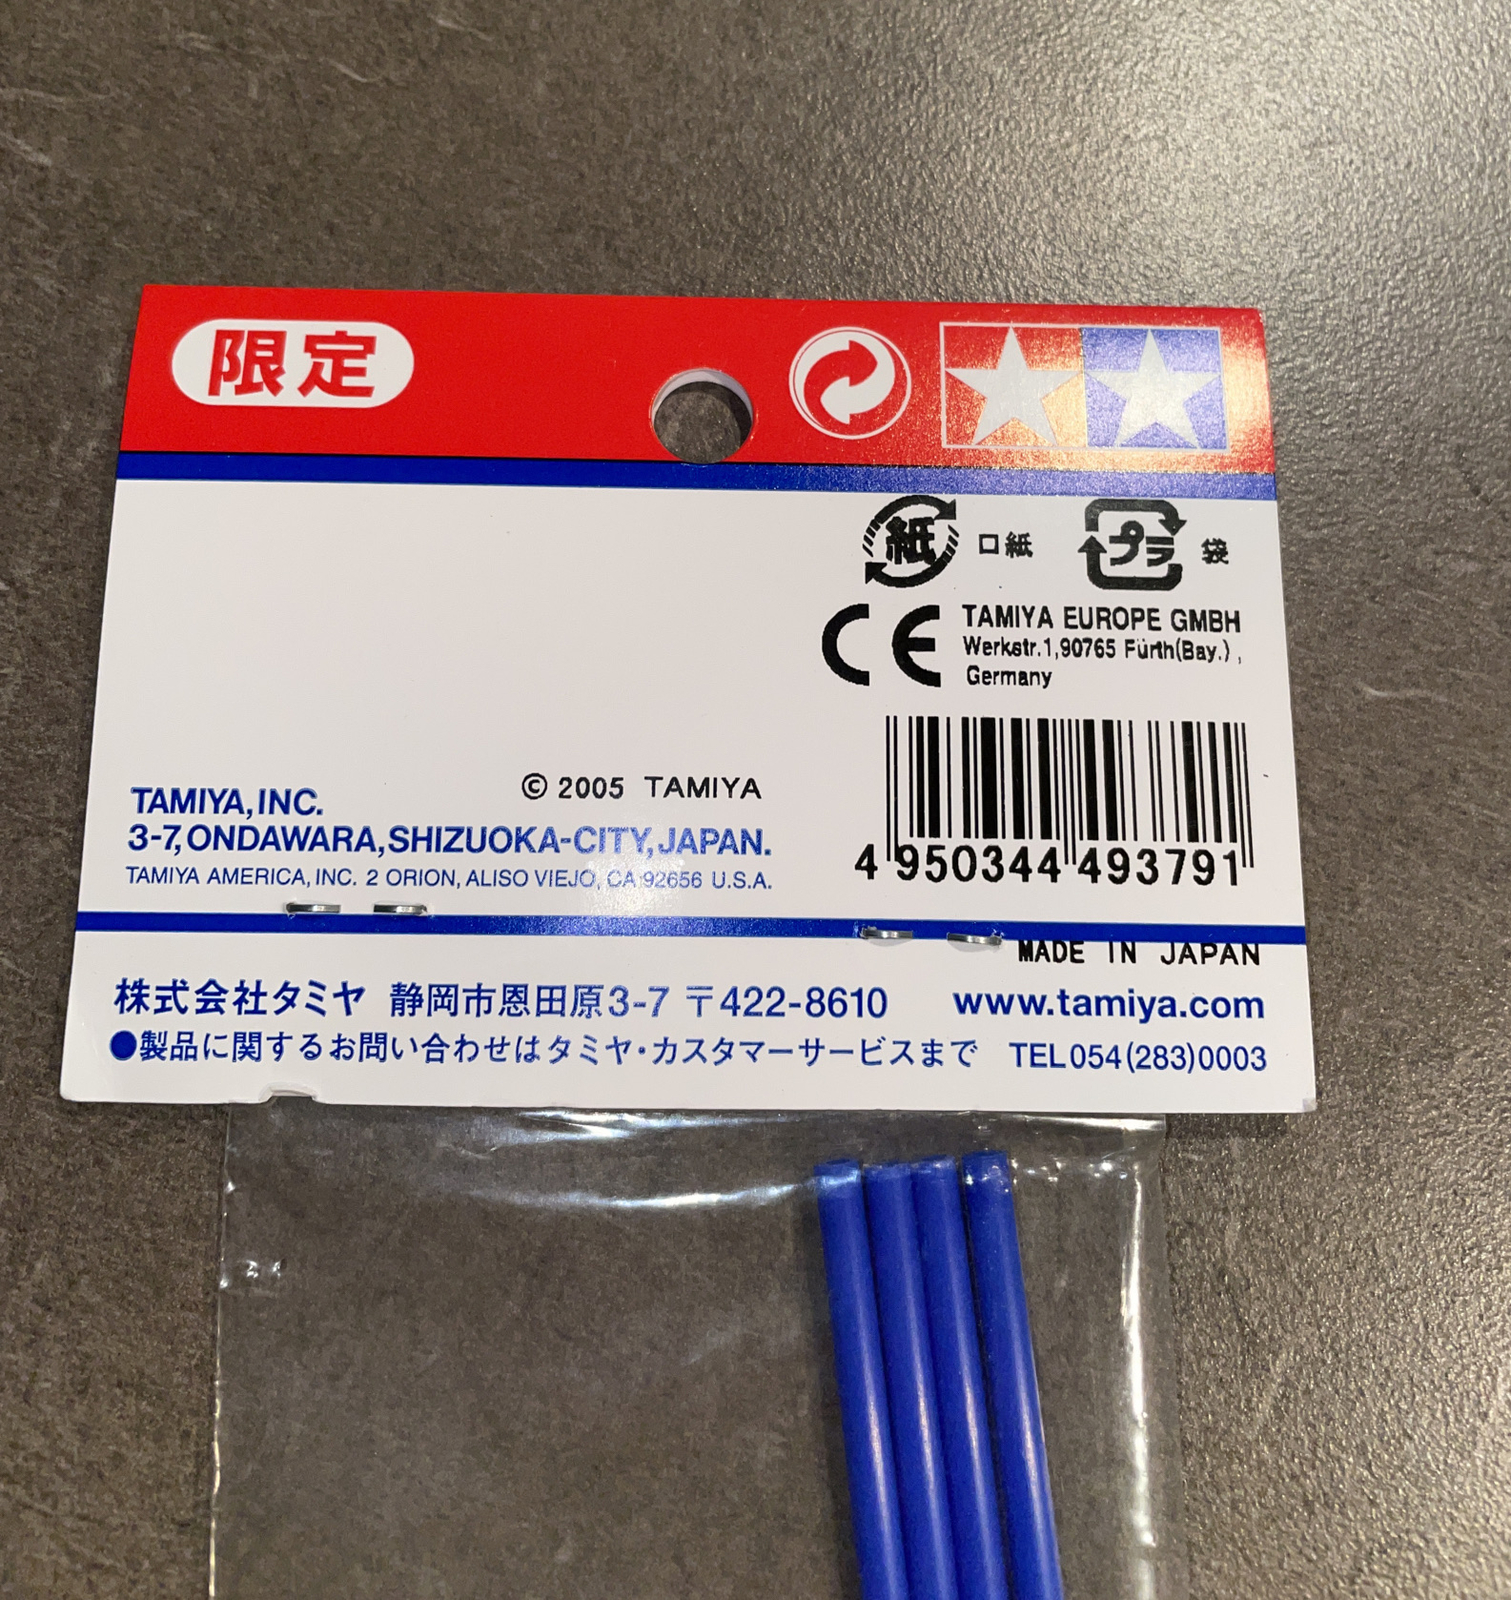 限定
紙 口紙 プラ 袋
CE TAMIYA EUROPE GMBH
Werkstr.1,90765 Fürth(Bay.),
Germany
© 2005 TAMIYA
TAMIYA,INC.
3-7,ONDAWARA,SHIZUOKA-CITY,JAPAN.
TAMIYA AMERICA, INC. 2 ORION, ALISO VIEJO, CA 92656 U.S.A.
4 950344 493791
MADE IN JAPAN
株式会社タミヤ 静岡市恩田原3-7 〒422-8610 www.tamiya.com
●製品に関するお問い合わせはタミヤ・カスタマーサービスまで TEL054(283)0003